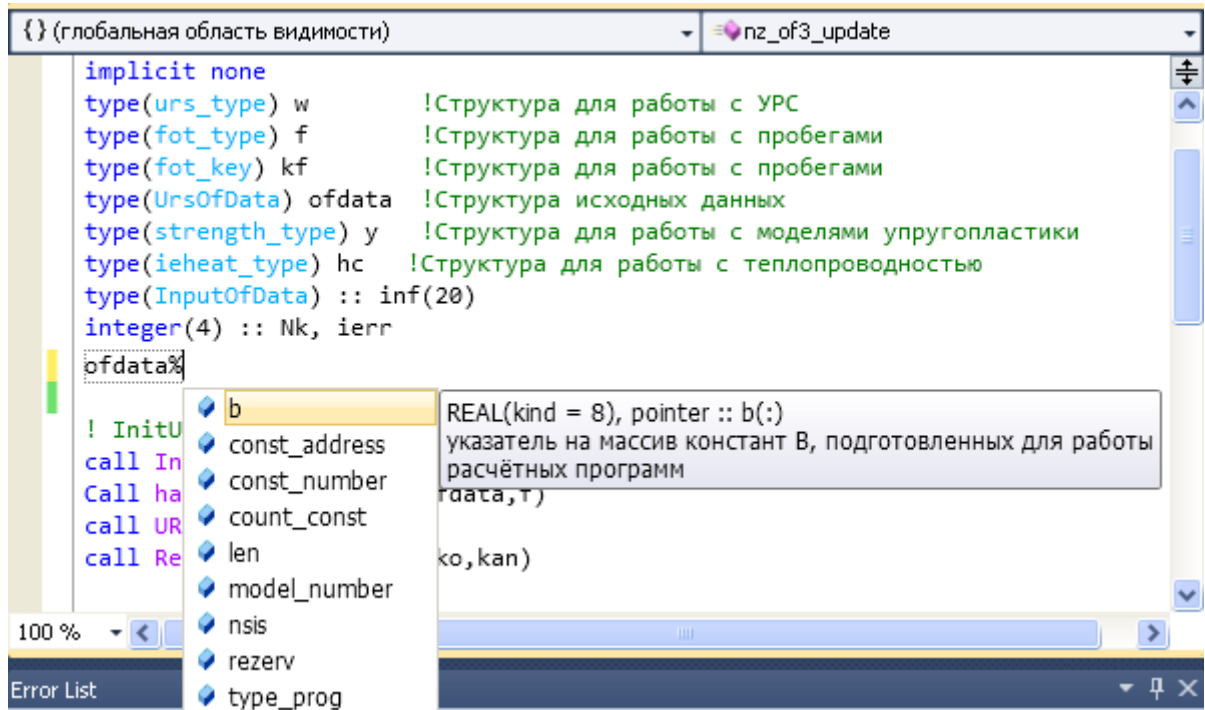 {} (глобальная область видимости) nz_of3_update
implicit none
type(urs_type) w !Структура для работы с УРС
type(fot_type) f !Структура для работы с пробегами
type(fot_key) kf !Структура для работы с пробегами
type(UrsOfData) ofdata !Структура исходных данных
type(strength_type) y !Структура для работы с моделями упругопластики
type(ieheat_type) hc !Структура для работы с теплопроводностью
type(InputOfData) :: inf(20)
integer(4) :: Nk, ierr
ofdata%
b
const_address
const_number
count_const
len
model_number
nsis
rezerv
type_prog
REAL(kind = 8), pointer :: b(:)
указатель на массив констант В, подготовленных для работы
расчётных программ
! InitU
call In
Call ha fdata,f)
call UR
call Re ko,kan)
100 %
Error List